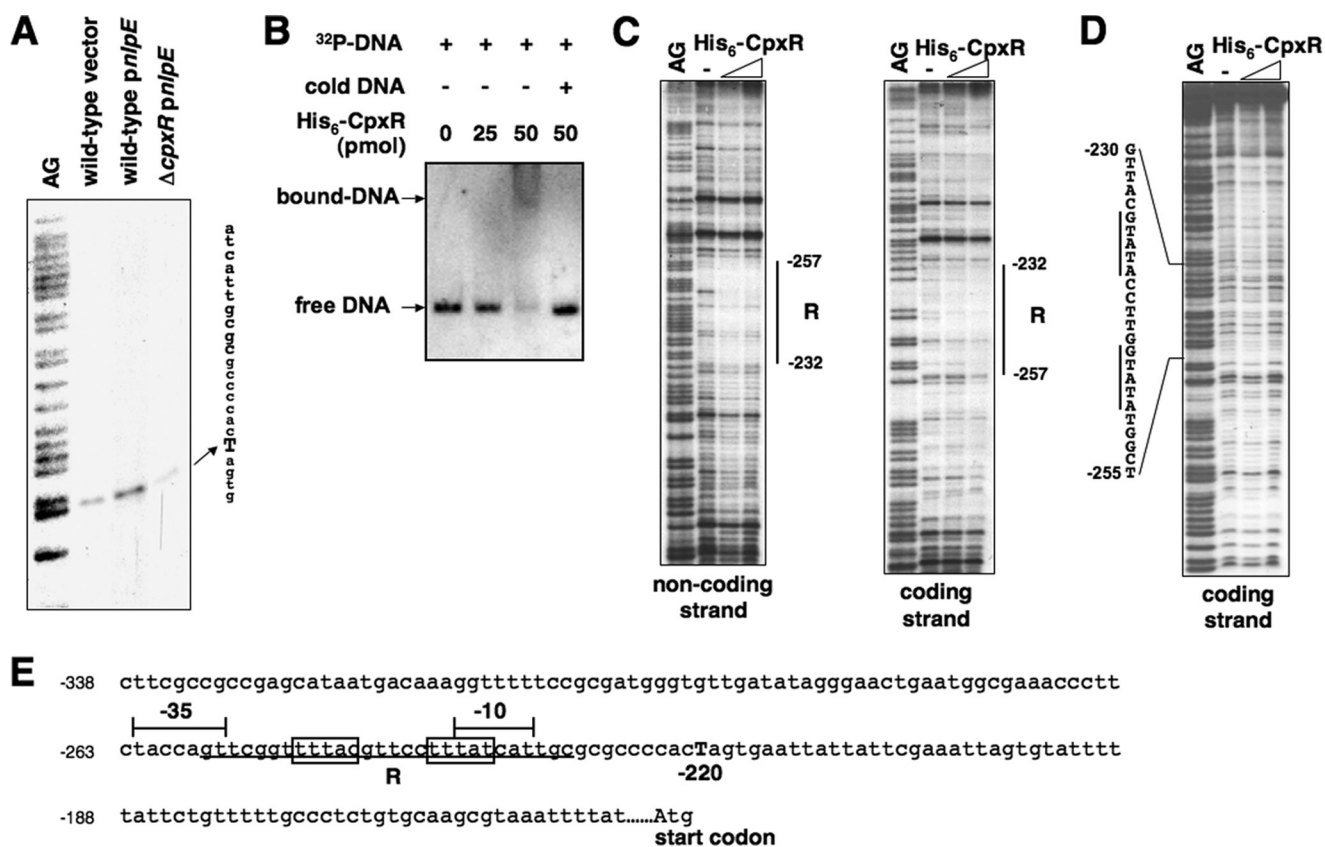 A
AG
wild-type vector
wild-type pnlpE
ΔcpxR pnlpE
atcattgcgcgccccacTagtg
B
³²P-DNA + + + +
cold DNA - - - +
His₆-CpxR (pmol) 0 25 50 50
bound-DNA
free DNA
C
AG
His₆-CpxR
-
-257
R
-232
non-coding
strand
AG
His₆-CpxR
-
-232
R
-257
coding
strand
D
AG
His₆-CpxR
-
-230
GTTACGTATACCTTTGGTATATGGCT
-255
coding
strand
E
-338 cttcgccgccgagcataatgacaaaggtttttccgcgatgggtgttgatatagggaactgaatggcgaaaccctt
-35 -10
-263 ctaccagttcggttttacgttcctttatcattgcgcgccccacTagtgaattattattcgaaattagtgtatttt
R -220
-188 tattctgtttttgccctctgtgcaagcgtaaattttat......Atg
start codon